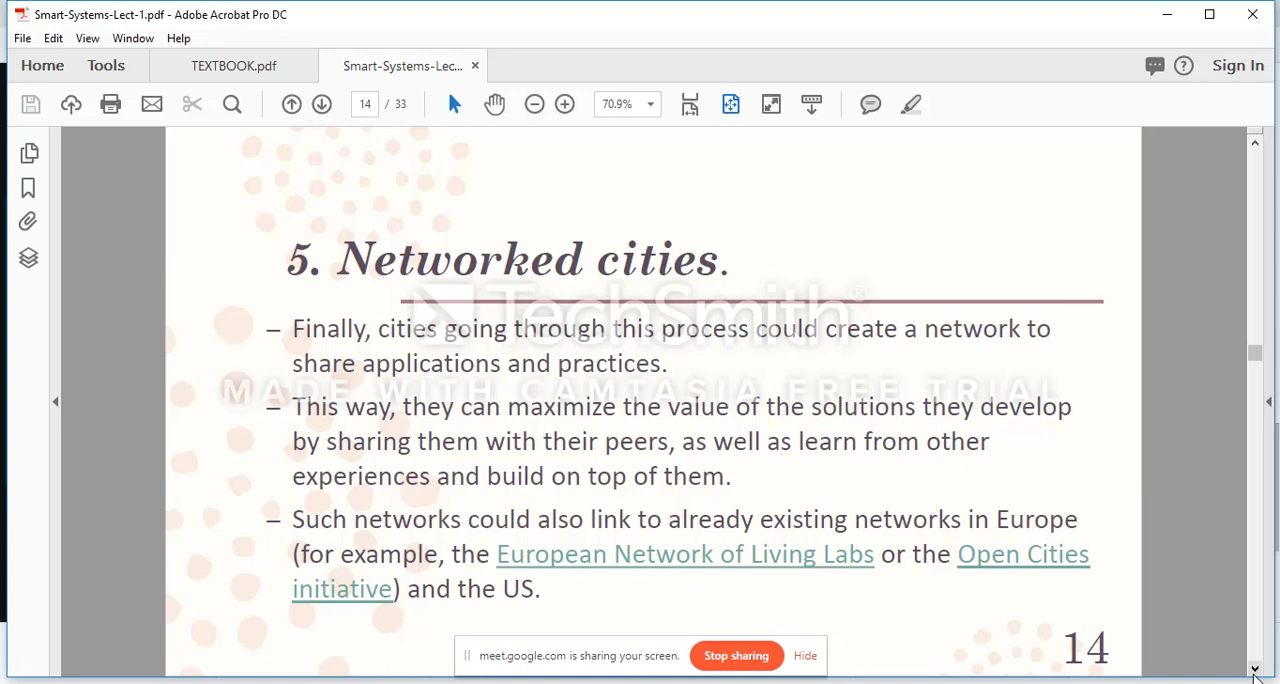 Smart-Systems-Lect-1.pdf - Adobe Acrobat Pro DC
File Edit View Window Help
Home Tools TEXTBOOK.pdf Smart-Systems-Lec... × Sign In
14 / 33 70.9%
5. Networked cities.
TechSmith®
– Finally, cities going through this process could create a network to
share applications and practices.
MADE WITH CAMTASIA FREE TRIAL
– This way, they can maximize the value of the solutions they develop
by sharing them with their peers, as well as learn from other
experiences and build on top of them.
– Such networks could also link to already existing networks in Europe
(for example, the European Network of Living Labs or the Open Cities
initiative) and the US.
14
meet.google.com is sharing your screen. Stop sharing Hide